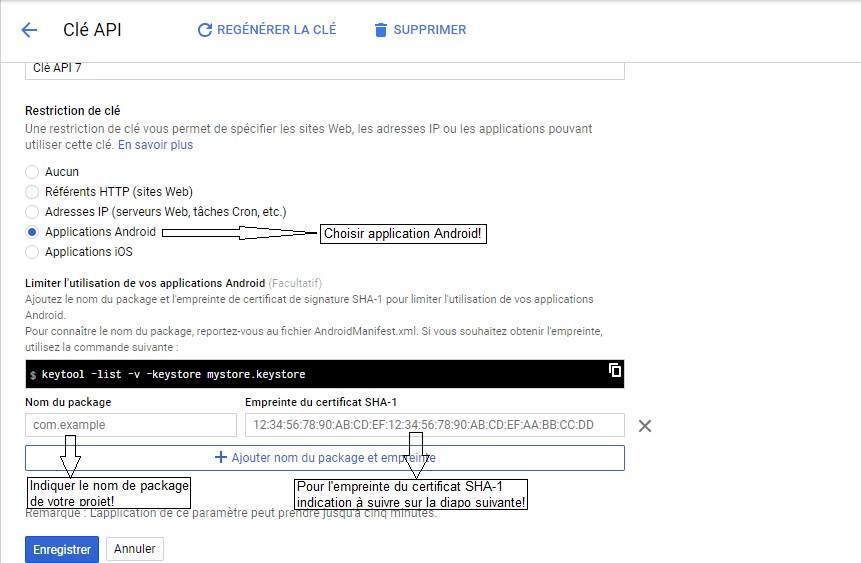 Clé API
REGÉNÉRER LA CLÉ
SUPPRIMER
Clé API 7
Restriction de clé
Une restriction de clé vous permet de spécifier les sites Web, les adresses IP ou les applications pouvant
utiliser cette clé. En savoir plus
Aucun
Référents HTTP (sites Web)
Adresses IP (serveurs Web, tâches Cron, etc.)
Applications Android
Choisir application Android!
Applications iOS
Limiter l'utilisation de vos applications Android (Facultatif)
Ajoutez le nom du package et l'empreinte de certificat de signature SHA-1 pour limiter l'utilisation de vos applications
Android.
Pour connaître le nom du package, reportez-vous au fichier AndroidManifest.xml. Si vous souhaitez obtenir l'empreinte,
utilisez la commande suivante :
$ keytool -list -v -keystore mystore.keystore
Nom du package
Empreinte du certificat SHA-1
com.example
12:34:56:78:90:AB:CD:EF:12:34:56:78:90:AB:CD:EF:AA:BB:CC:DD
+ Ajouter nom du package et empreinte
Indiquer le nom de package
de votre projet!
Pour l'empreinte du certificat SHA-1
indication à suivre sur la diapo suivante!
Remarque : L'application de ce paramètre peut prendre jusqu'à cinq minutes.
Enregistrer
Annuler